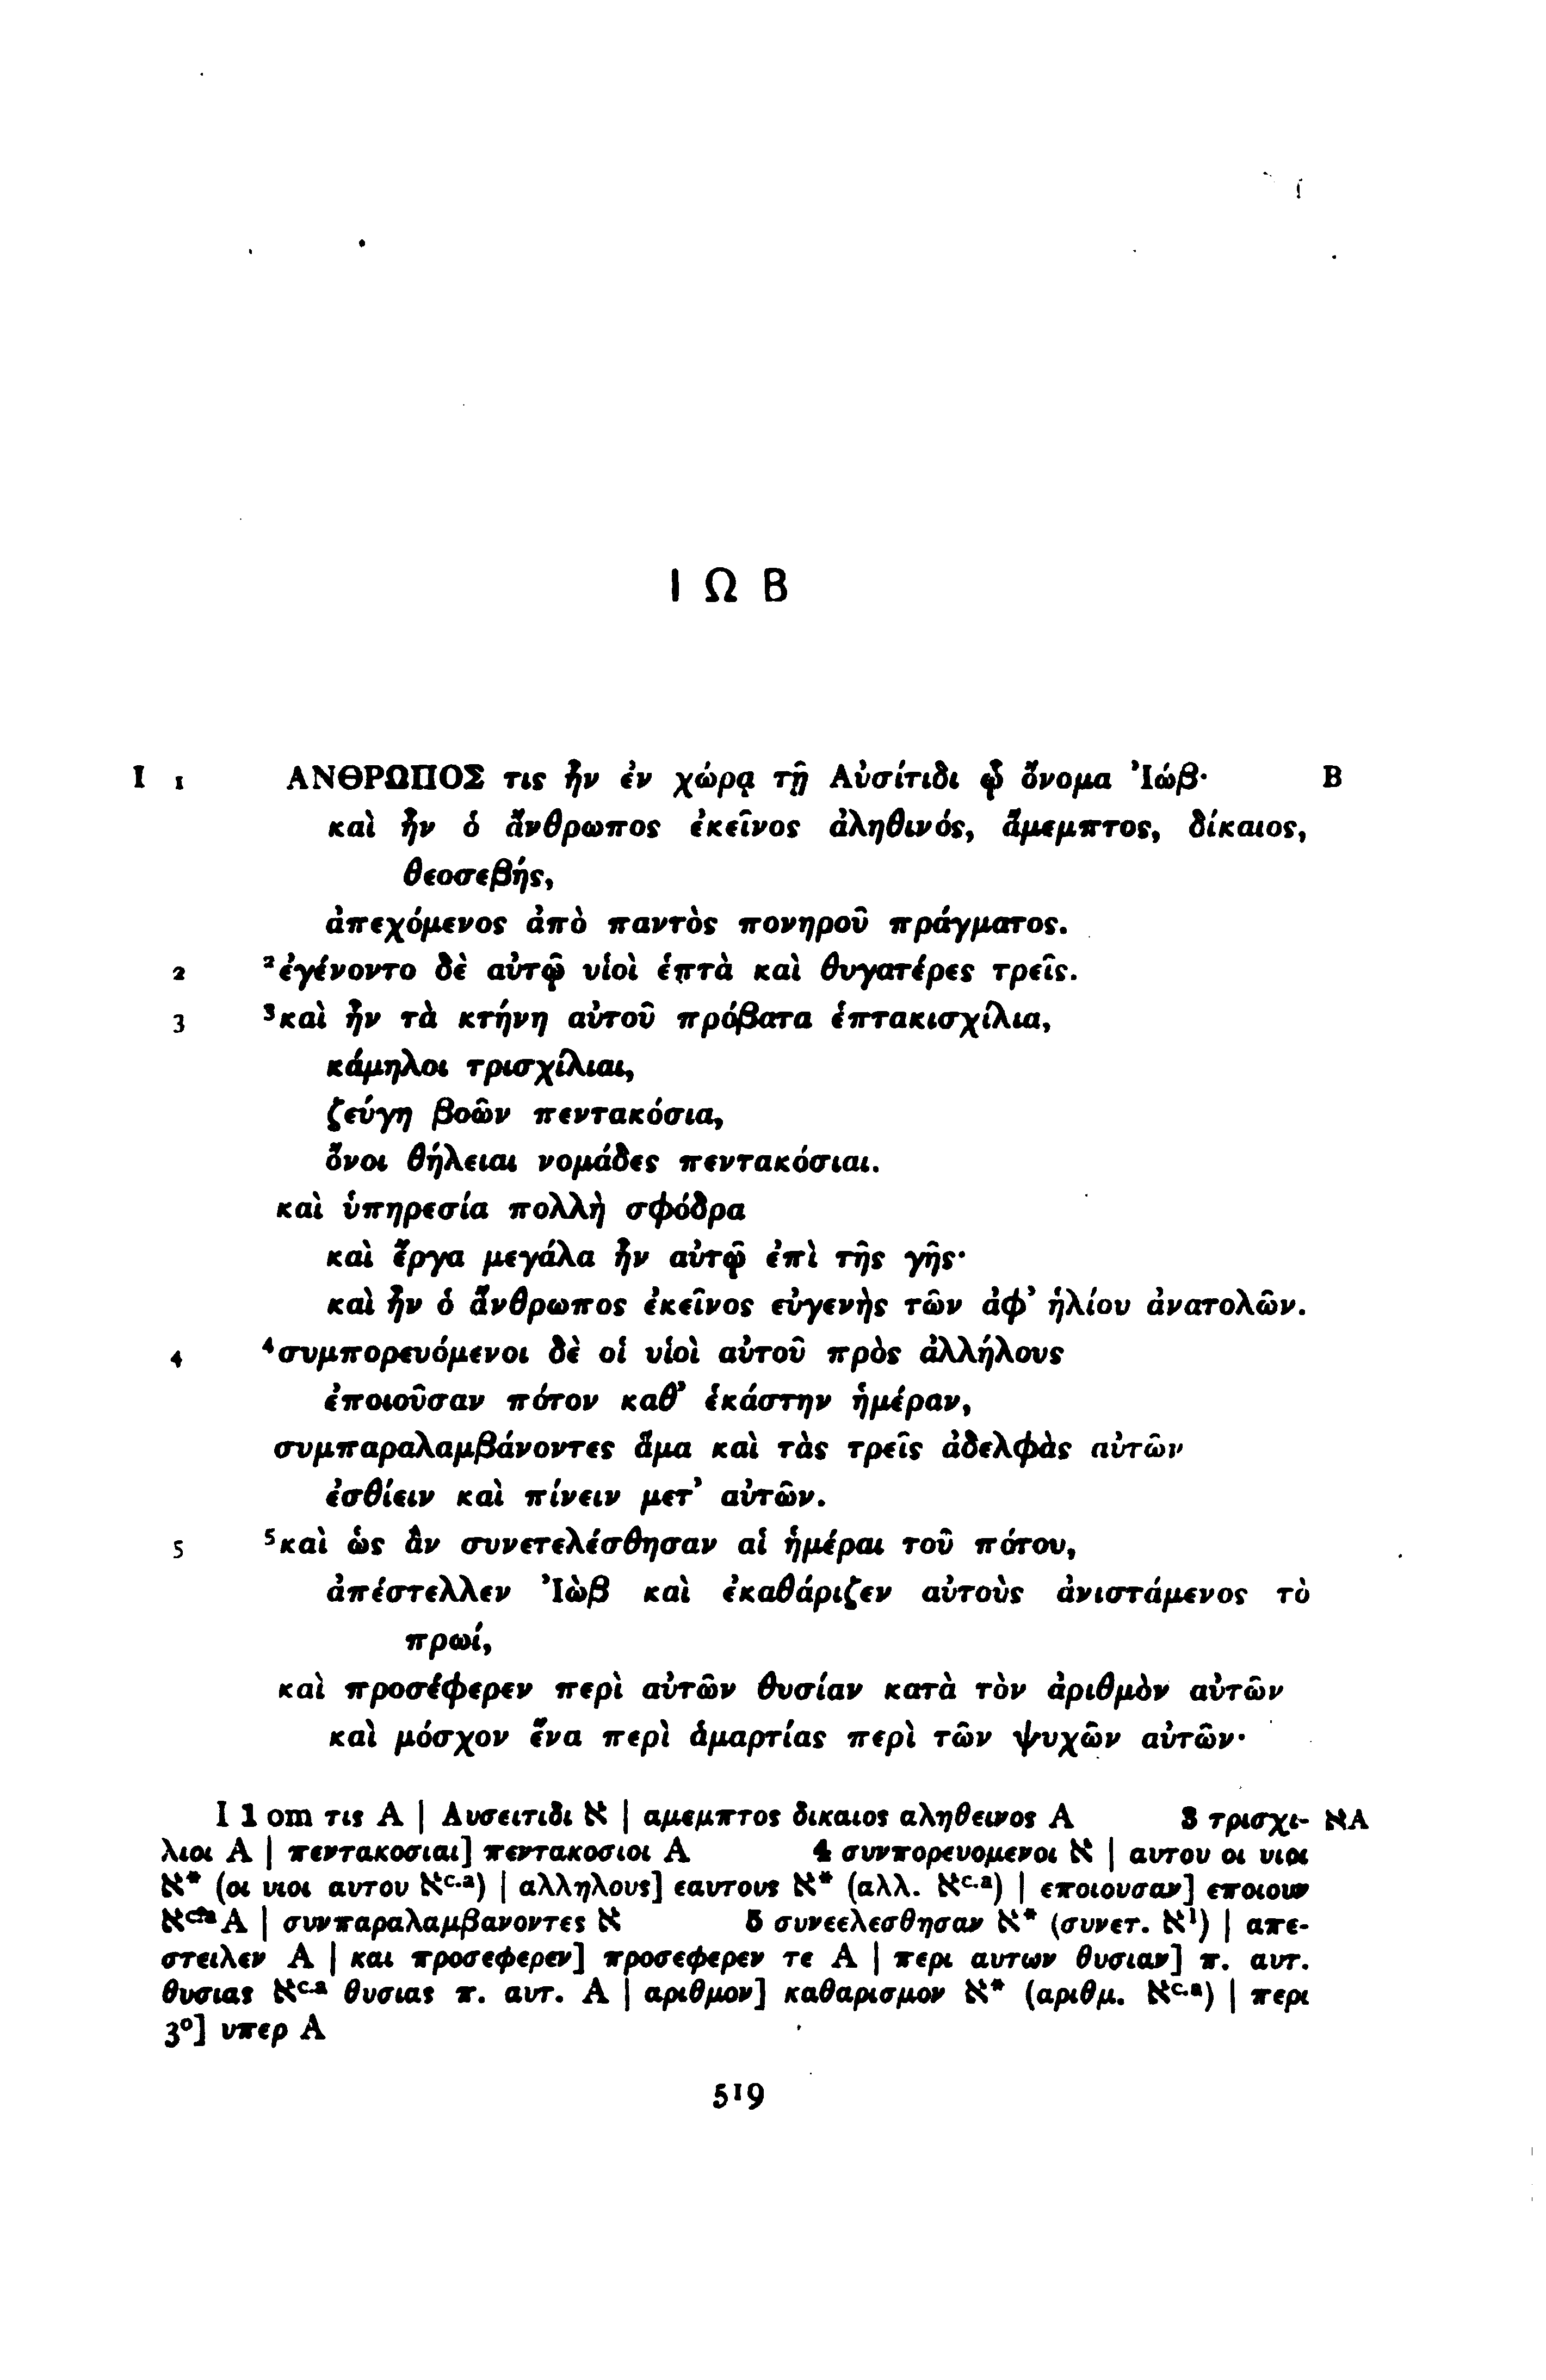 ΙΩΒ
I 1 ΑΝΘΡΩΠΟΣ τις ἦν ἐν χώρᾳ τῇ Αὐσίτιδι ᾧ ὄνομα Ἰώβ· B
καὶ ἦν ὁ ἄνθρωπος ἐκεῖνος ἀληθινός, ἄμεμπτος, δίκαιος,
θεοσεβής,
ἀπεχόμενος ἀπὸ παντὸς πονηροῦ πράγματος.
2 ²ἐγένοντο δὲ αὐτῷ υἱοὶ ἑπτὰ καὶ θυγατέρες τρεῖς.
3 ³καὶ ἦν τὰ κτήνη αὐτοῦ πρόβατα ἑπτακισχίλια,
κάμηλοι τρισχίλιαι,
ζεύγη βοῶν πεντακόσια,
ὄνοι θήλειαι νομάδες πεντακόσιαι.
καὶ ὑπηρεσία πολλὴ σφόδρα
καὶ ἔργα μεγάλα ἦν αὐτῷ ἐπὶ τῆς γῆς·
καὶ ἦν ὁ ἄνθρωπος ἐκεῖνος εὐγενὴς τῶν ἀφ' ἡλίου ἀνατολῶν.
4 ⁴συμπορευόμενοι δὲ οἱ υἱοὶ αὐτοῦ πρὸς ἀλλήλους
ἐποιοῦσαν πότον καθ' ἑκάστην ἡμέραν,
συμπαραλαμβάνοντες ἅμα καὶ τὰς τρεῖς ἀδελφὰς αὐτῶν
ἐσθίειν καὶ πίνειν μετ' αὐτῶν.
5 ⁵καὶ ὡς ἂν συνετελέσθησαν αἱ ἡμέραι τοῦ πότου,
ἀπέστελλεν Ἰὼβ καὶ ἐκαθάριζεν αὐτοὺς ἀνιστάμενος τὸ
πρωί,
καὶ προσέφερεν περὶ αὐτῶν θυσίαν κατὰ τὸν ἀριθμὸν αὐτῶν
καὶ μόσχον ἕνα περὶ ἁμαρτίας περὶ τῶν ψυχῶν αὐτῶν·
I 1 om τις A | Αυσειτιδι א | αμεμπτος δικαιος αληθεινος A 3 τρισχι- אA
λιοι A | πεντακοσιαι] πεντακοσιοι A 4 συνπορευομενοι א | αυτου οι υιοι
א* (οι υιοι αυτου אc.a) | αλληλους] εαυτους א* (αλλ. אc.a) | εποιουσαν] εποιουν
אc.a A | συνπαραλαμβανοντες א 5 συνεελεσθησαν א* (συνετ. א¹) | απε-
στειλεν A | και προσεφερεν] προσεφερεν τε A | περι αυτων θυσιαν] π. αυτ.
θυσιας אc.a θυσιας π. αυτ. A | αριθμον] καθαρισμον א* (αριθμ. אc.a) | περι
3°] υπερ A
519